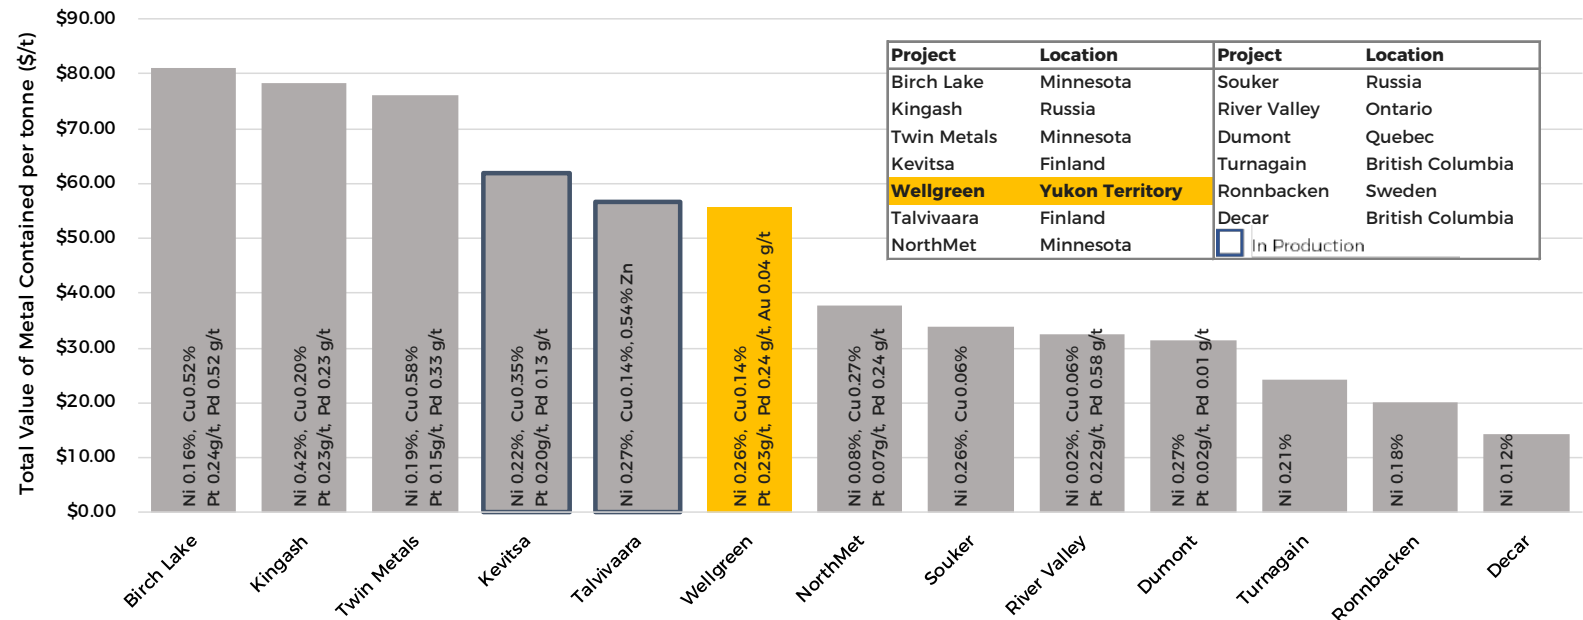 Total Value of Metal Contained per tonne ($/t)
$90.00
$80.00
$70.00
$60.00
$50.00
$40.00
$30.00
$20.00
$10.00
$0.00
Project Location Project Location
Birch Lake Minnesota Souker Russia
Kingash Russia River Valley Ontario
Twin Metals Minnesota Dumont Quebec
Kevitsa Finland Turnagain British Columbia
Wellgreen Yukon Territory Ronnbacken Sweden
Talvivaara Finland Decar British Columbia
NorthMet Minnesota In Production
Ni 0.16%, Cu 0.52%
Pt 0.24g/t, Pd 0.52 g/t
Ni 0.42%, Cu 0.20%
Pt 0.23g/t, Pd 0.23 g/t
Ni 0.19%, Cu 0.58%
Pt 0.15g/t, Pd 0.33 g/t
Ni 0.22%, Cu 0.35%
Pt 0.20g/t, Pd 0.13 g/t
Ni 0.27%, Cu 0.14%, 0.54% Zn
Ni 0.26%, Cu 0.14%
Pt 0.23g/t, Pd 0.24 g/t, Au 0.04 g/t
Ni 0.08%, Cu 0.27%
Pt 0.07g/t, Pd 0.24 g/t
Ni 0.26%, Cu 0.06%
Ni 0.02%, Cu 0.06%
Pt 0.22g/t, Pd 0.58 g/t
Ni 0.27%
Pt 0.02g/t, Pd 0.01 g/t
Ni 0.21%
Ni 0.18%
Ni 0.12%
Birch Lake
Kingash
Twin Metals
Kevitsa
Talvivaara
Wellgreen
NorthMet
Souker
River Valley
Dumont
Turnagain
Ronnbacken
Decar